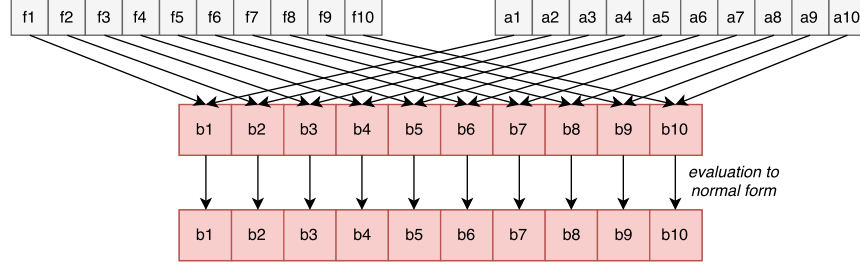 f1 f2 f3 f4 f5 f6 f7 f8 f9 f10 a1 a2 a3 a4 a5 a6 a7 a8 a9 a10
b1 b2 b3 b4 b5 b6 b7 b8 b9 b10
evaluation to
normal form
b1 b2 b3 b4 b5 b6 b7 b8 b9 b10